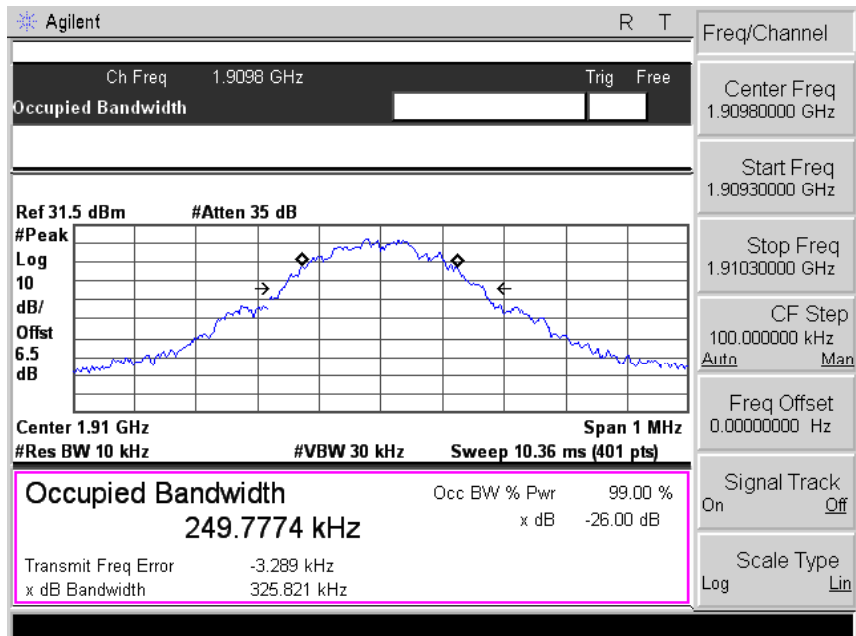 Agilent R T
Ch Freq 1.9098 GHz Trig Free
Occupied Bandwidth
Ref 31.5 dBm #Atten 35 dB
#Peak
Log
10
dB/
Offst
6.5
dB
Center 1.91 GHz Span 1 MHz
#Res BW 10 kHz #VBW 30 kHz Sweep 10.36 ms (401 pts)
Occupied Bandwidth
249.7774 kHz
Occ BW % Pwr 99.00 %
x dB -26.00 dB
Transmit Freq Error -3.289 kHz
x dB Bandwidth 325.821 kHz
Freq/Channel
Center Freq
1.90980000 GHz
Start Freq
1.90930000 GHz
Stop Freq
1.91030000 GHz
CF Step
100.000000 kHz
Auto Man
Freq Offset
0.00000000 Hz
Signal Track
On Off
Scale Type
Log Lin